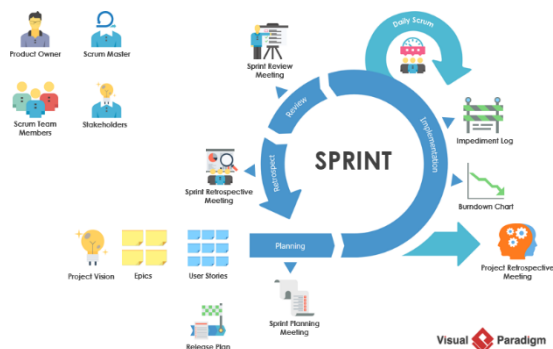 Product Owner
Scrum Master
Scrum Team
Members
Stakeholders
Sprint Review
Meeting
Daily Scrum
Review
Implementation
Retrospect
SPRINT
Impediment Log
Sprint Retrospective
Meeting
Burndown Chart
Planning
Project Vision
Epics
User Stories
Project Retrospective
Meeting
Sprint Planning
Meeting
Release Plan
Visual Paradigm